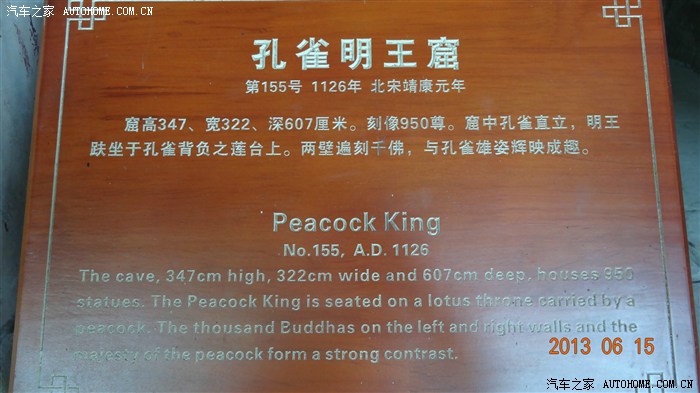 汽车之家 AUTOHOME.COM.CN
孔雀明王窟
第155号 1126年 北宋靖康元年
窟高347、宽322、深607厘米。刻像950尊。窟中孔雀直立，明王
趺坐于孔雀背负之莲台上。两壁遍刻千佛，与孔雀雄姿辉映成趣。
Peacock King
No.155, A.D. 1126
The cave, 347cm high, 322cm wide and 607cm deep. houses 950
statues. The Peacock King is seated on a lotus throne carried by a
peacock. The thousand Buddhas on the left and right walls and the
majesty of the peacock form a strong contrast.
2013 06 15
汽车之家 AUTOHOME.COM.CN